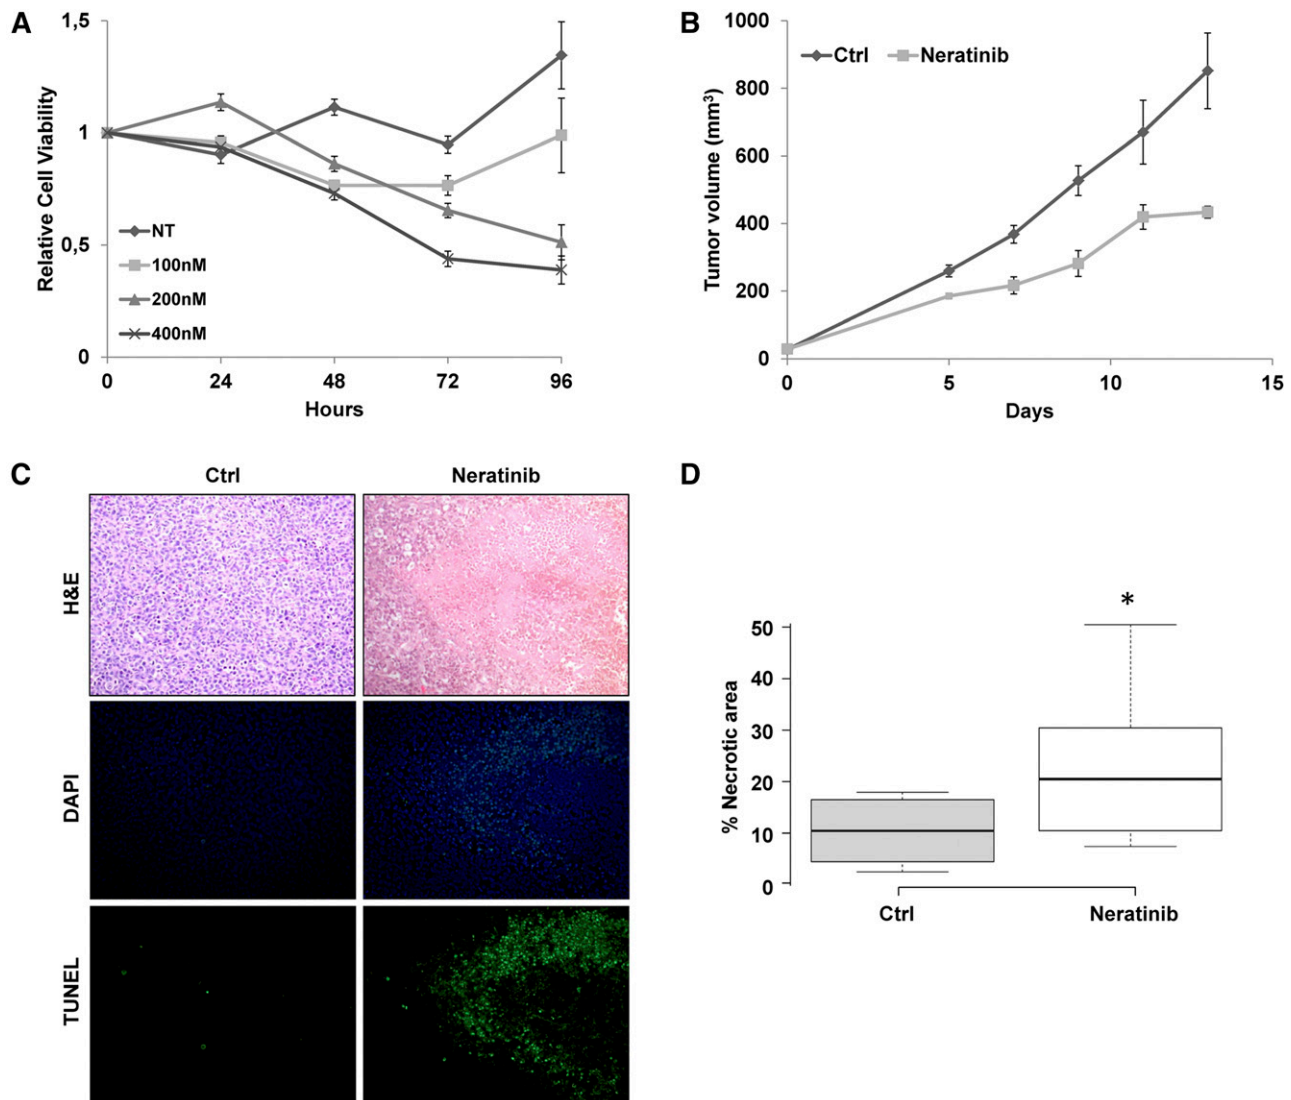 A
1,5
1
0,5
0
Relative Cell Viability
NT
100nM
200nM
400nM
0 24 48 72 96
Hours
B
1000
800
600
400
200
0
Tumor volume (mm³)
Ctrl Neratinib
0 5 10 15
Days
C
Ctrl Neratinib
H&E
DAPI
TUNEL
D
*
50
40
30
20
10
0
% Necrotic area
Ctrl Neratinib